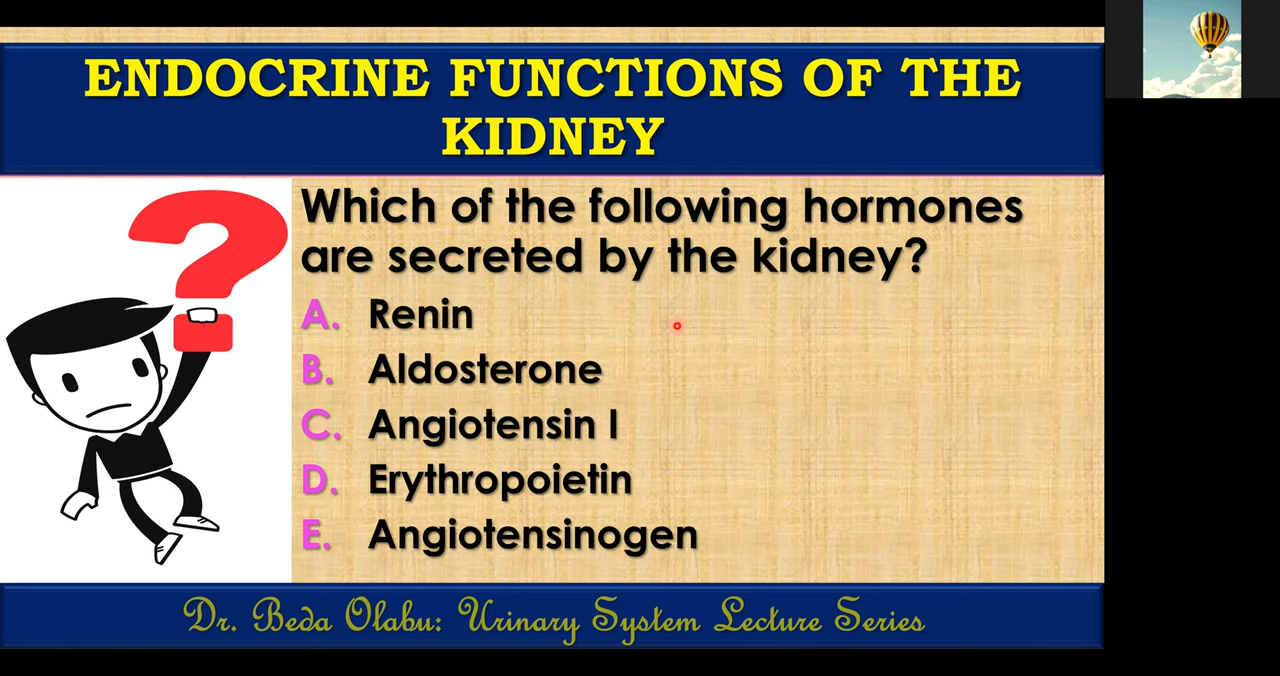 ENDOCRINE FUNCTIONS OF THE
KIDNEY
Which of the following hormones
are secreted by the kidney?
A. Renin
B. Aldosterone
C. Angiotensin I
D. Erythropoietin
E. Angiotensinogen
Dr. Beda Olabu: Urinary System Lecture Series